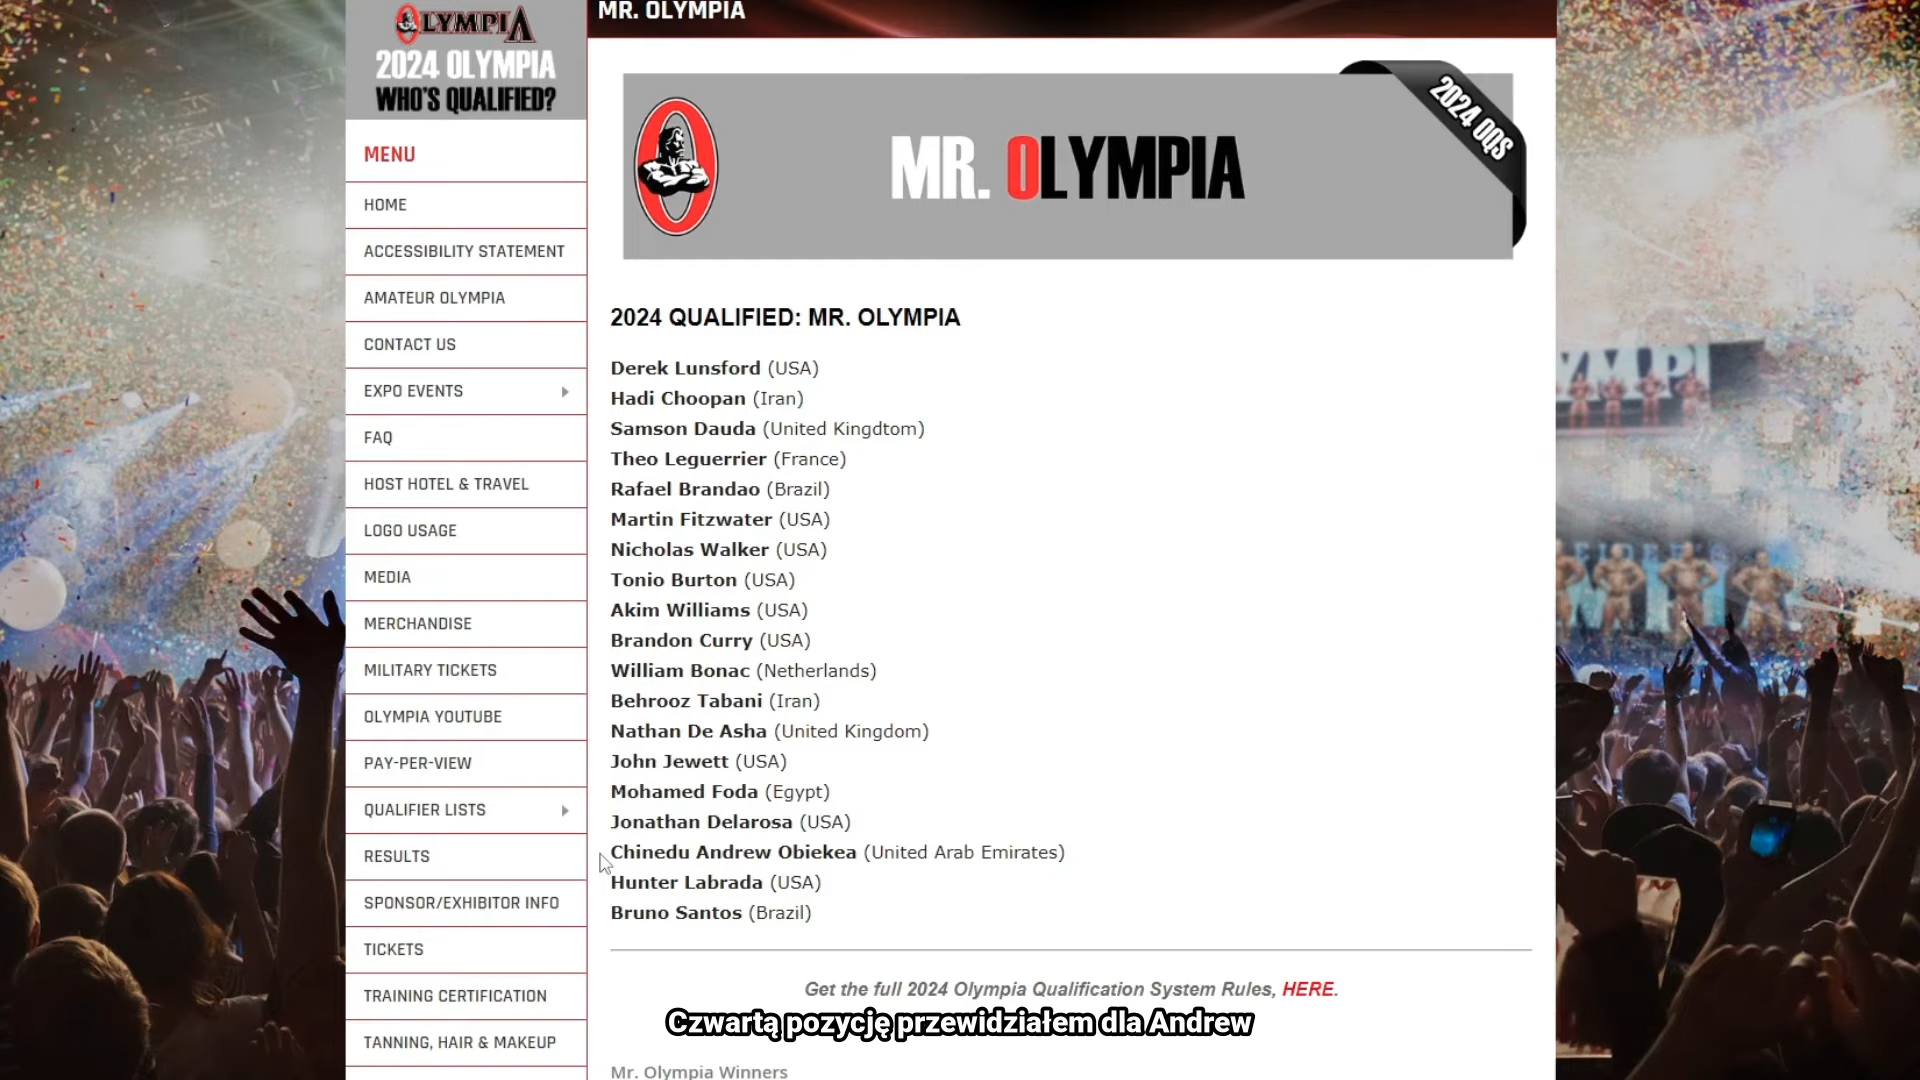 OLYMPIA
2024 OLYMPIA
WHO'S QUALIFIED?
MENU
HOME
ACCESSIBILITY STATEMENT
AMATEUR OLYMPIA
CONTACT US
EXPO EVENTS
FAQ
HOST HOTEL & TRAVEL
LOGO USAGE
MEDIA
MERCHANDISE
MILITARY TICKETS
OLYMPIA YOUTUBE
PAY-PER-VIEW
QUALIFIER LISTS
RESULTS
SPONSOR/EXHIBITOR INFO
TICKETS
TRAINING CERTIFICATION
TANNING, HAIR & MAKEUP
MR. OLYMPIA
MR. OLYMPIA
2024 OQS
2024 QUALIFIED: MR. OLYMPIA
Derek Lunsford (USA)
Hadi Choopan (Iran)
Samson Dauda (United Kingdtom)
Theo Leguerrier (France)
Rafael Brandao (Brazil)
Martin Fitzwater (USA)
Nicholas Walker (USA)
Tonio Burton (USA)
Akim Williams (USA)
Brandon Curry (USA)
William Bonac (Netherlands)
Behrooz Tabani (Iran)
Nathan De Asha (United Kingdom)
John Jewett (USA)
Mohamed Foda (Egypt)
Jonathan Delarosa (USA)
Chinedu Andrew Obiekea (United Arab Emirates)
Hunter Labrada (USA)
Bruno Santos (Brazil)
Get the full 2024 Olympia Qualification System Rules, HERE.
Czwartą pozycję przewidziałem dla Andrew
Mr. Olympia Winners